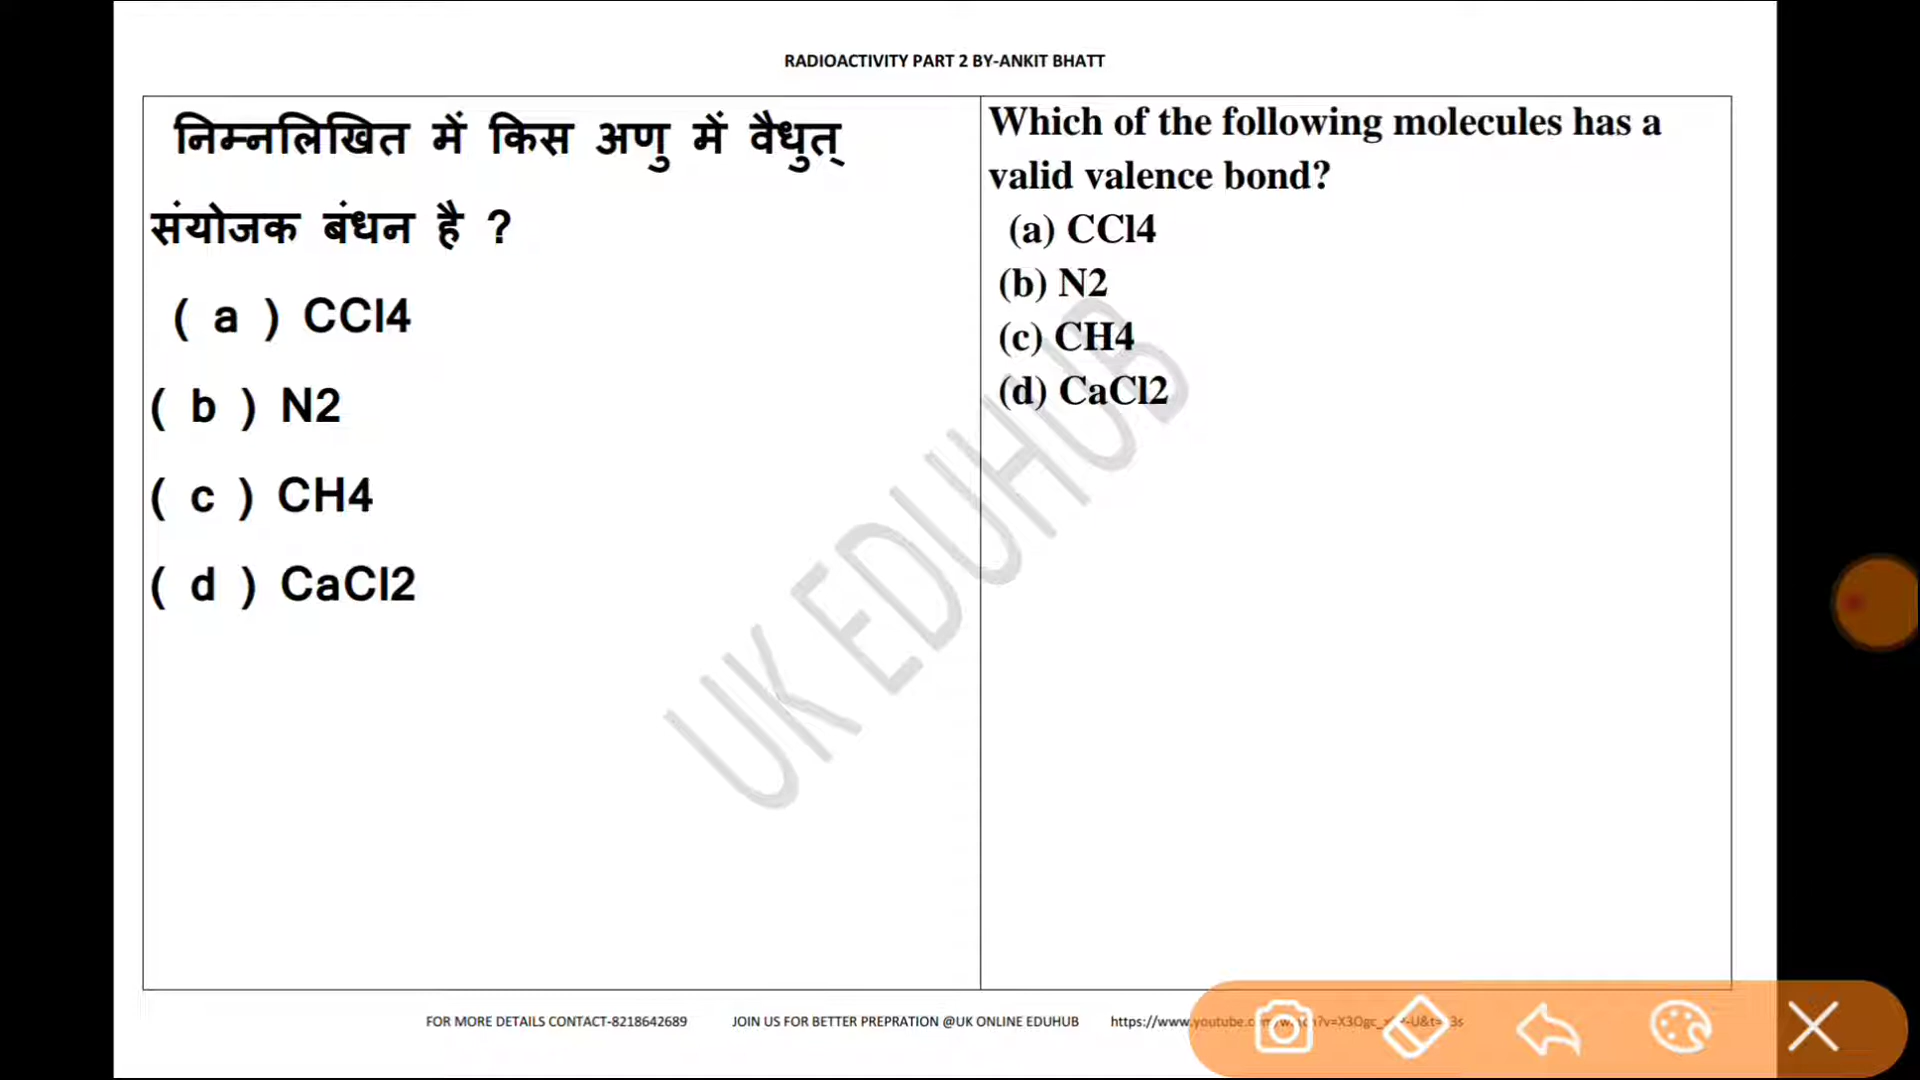 RADIOACTIVITY PART 2 BY-ANKIT BHATT
निम्नलिखित में किस अणु में वैधुत्
संयोजक बंधन है ?
( a ) CCl4
( b ) N2
( c ) CH4
( d ) CaCl2
Which of the following molecules has a
valid valence bond?
(a) CCl4
(b) N2
(c) CH4
(d) CaCl2
UK EDUHUB
FOR MORE DETAILS CONTACT-8218642689 JOIN US FOR BETTER PREPRATION @UK ONLINE EDUHUB https://www.youtube.